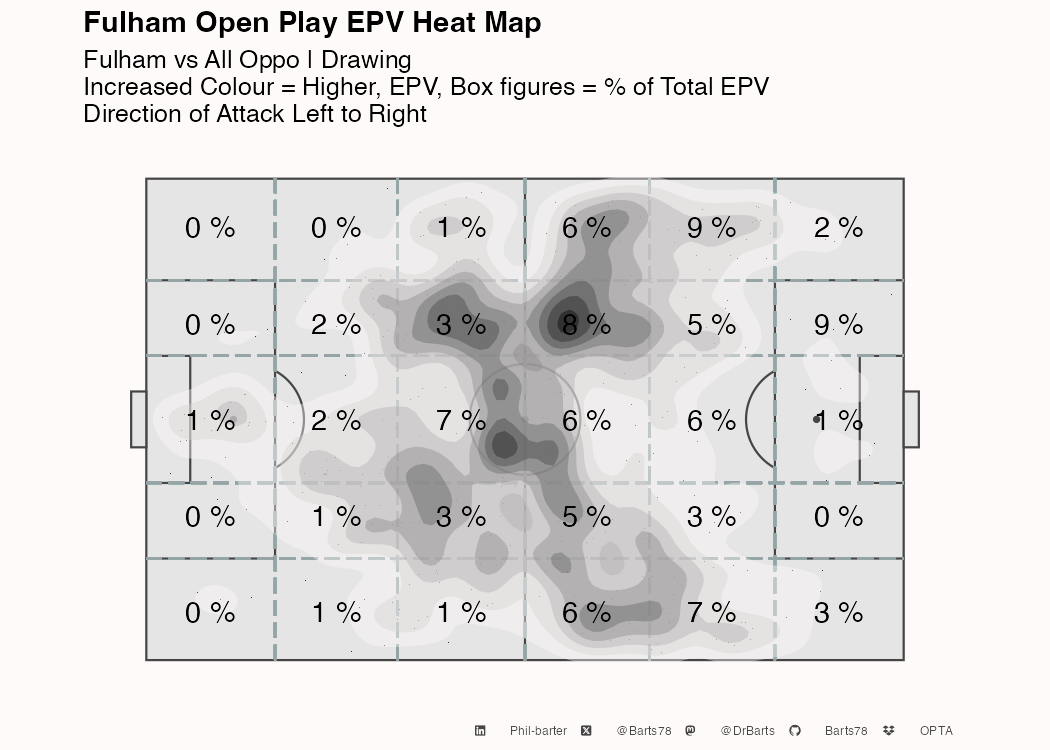 Fulham Open Play EPV Heat Map
Fulham vs All Oppo | Drawing
Increased Colour = Higher, EPV, Box figures = % of Total EPV
Direction of Attack Left to Right
0 % 0 % 1 % 6 % 9 % 2 %
0 % 2 % 3 % 8 % 5 % 9 %
1 % 2 % 7 % 6 % 6 % 1 %
0 % 1 % 3 % 5 % 3 % 0 %
0 % 1 % 1 % 6 % 7 % 3 %
Phil-barter @Barts78 @DrBarts Barts78 OPTA